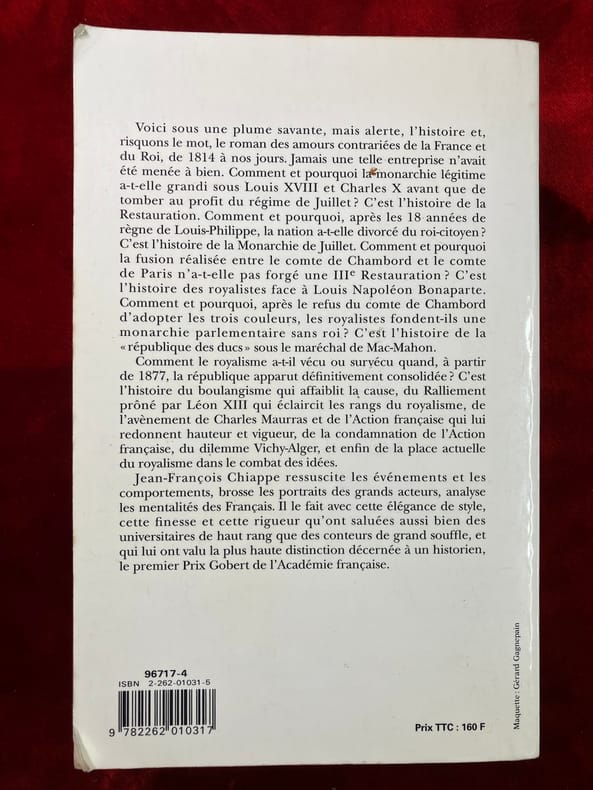 Voici sous une plume savante, mais alerte, l'histoire et,
risquons le mot, le roman des amours contrariées de la France et
du Roi, de 1814 à nos jours. Jamais une telle entreprise n'avait
été menée à bien. Comment et pourquoi la monarchie légitime
a-t-elle grandi sous Louis XVIII et Charles X avant que de
tomber au profit du régime de Juillet ? C'est l'histoire de la
Restauration. Comment et pourquoi, après les 18 années de
règne de Louis-Philippe, la nation a-t-elle divorcé du roi-citoyen ?
C'est l'histoire de la Monarchie de Juillet. Comment et pourquoi
la fusion réalisée entre le comte de Chambord et le comte
de Paris n'a-t-elle pas forgé une IIIe Restauration ? C'est
l'histoire des royalistes face à Louis Napoléon Bonaparte.
Comment et pourquoi, après le refus du comte de Chambord
d'adopter les trois couleurs, les royalistes fondent-ils une
monarchie parlementaire sans roi ? C'est l'histoire de la
« république des ducs » sous le maréchal de Mac-Mahon.
Comment le royalisme a-t-il vécu ou survécu quand, à partir
de 1877, la république apparut définitivement consolidée ? C'est
l'histoire du boulangisme qui affaiblit la cause, du Ralliement
prôné par Léon XIII qui éclaircit les rangs du royalisme, de
l'avènement de Charles Maurras et de l'Action française qui lui
redonnent hauteur et vigueur, de la condamnation de l'Action
française, du dilemme Vichy-Alger, et enfin de la place actuelle
du royalisme dans le combat des idées.
Jean-François Chiappe ressuscite les événements et les
comportements, brosse les portraits des grands acteurs, analyse
les mentalités des Français. Il le fait avec cette élégance de style,
cette finesse et cette rigueur qu'ont saluées aussi bien des
universitaires de haut rang que des conteurs de grand souffle, et
qui lui ont valu la plus haute distinction décernée à un historien,
le premier Prix Gobert de l'Académie française.
96717-4
ISBN 2-262-01031-5
9 782262 010317
Prix TTC : 160 F
Maquette : Gérard Gagnepain